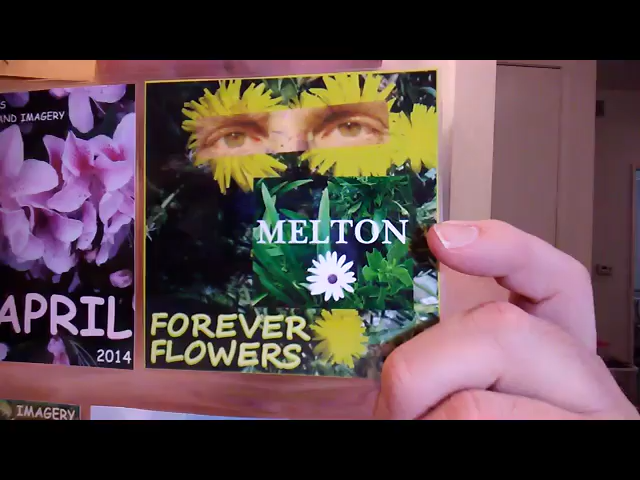 AND IMAGERY
APRIL
2014
MELTON
FOREVER
FLOWERS
IMAGERY